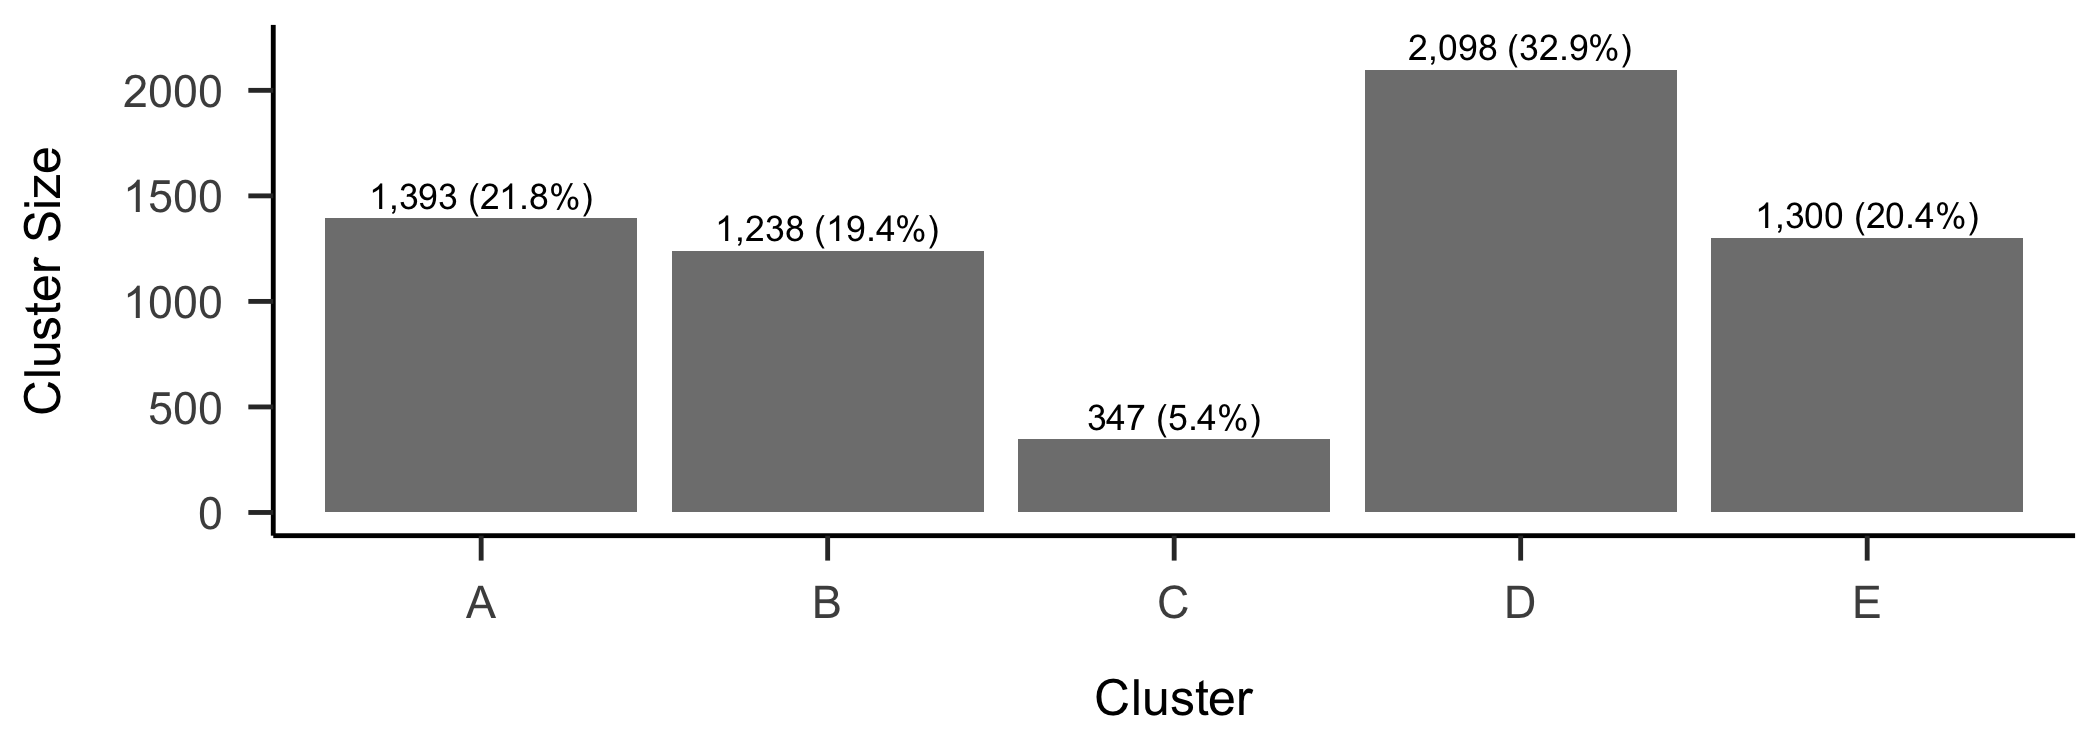 Cluster Size
2000
1500
1000
500
0
1,393 (21.8%)
1,238 (19.4%)
347 (5.4%)
2,098 (32.9%)
1,300 (20.4%)
A
B
C
D
E
Cluster